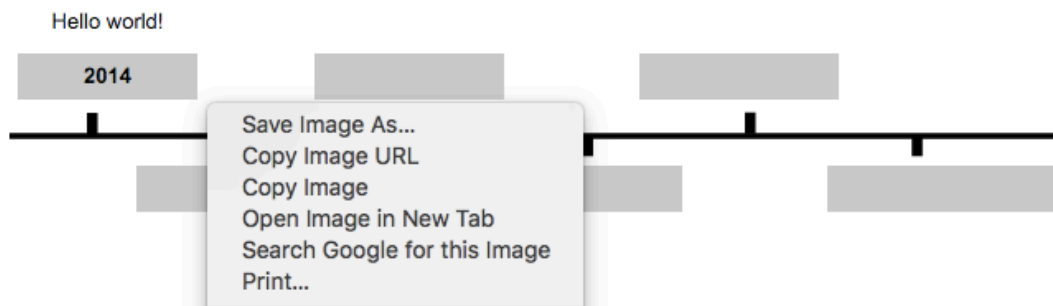 Hello world!
2014
Save Image As...
Copy Image URL
Copy Image
Open Image in New Tab
Search Google for this Image
Print...